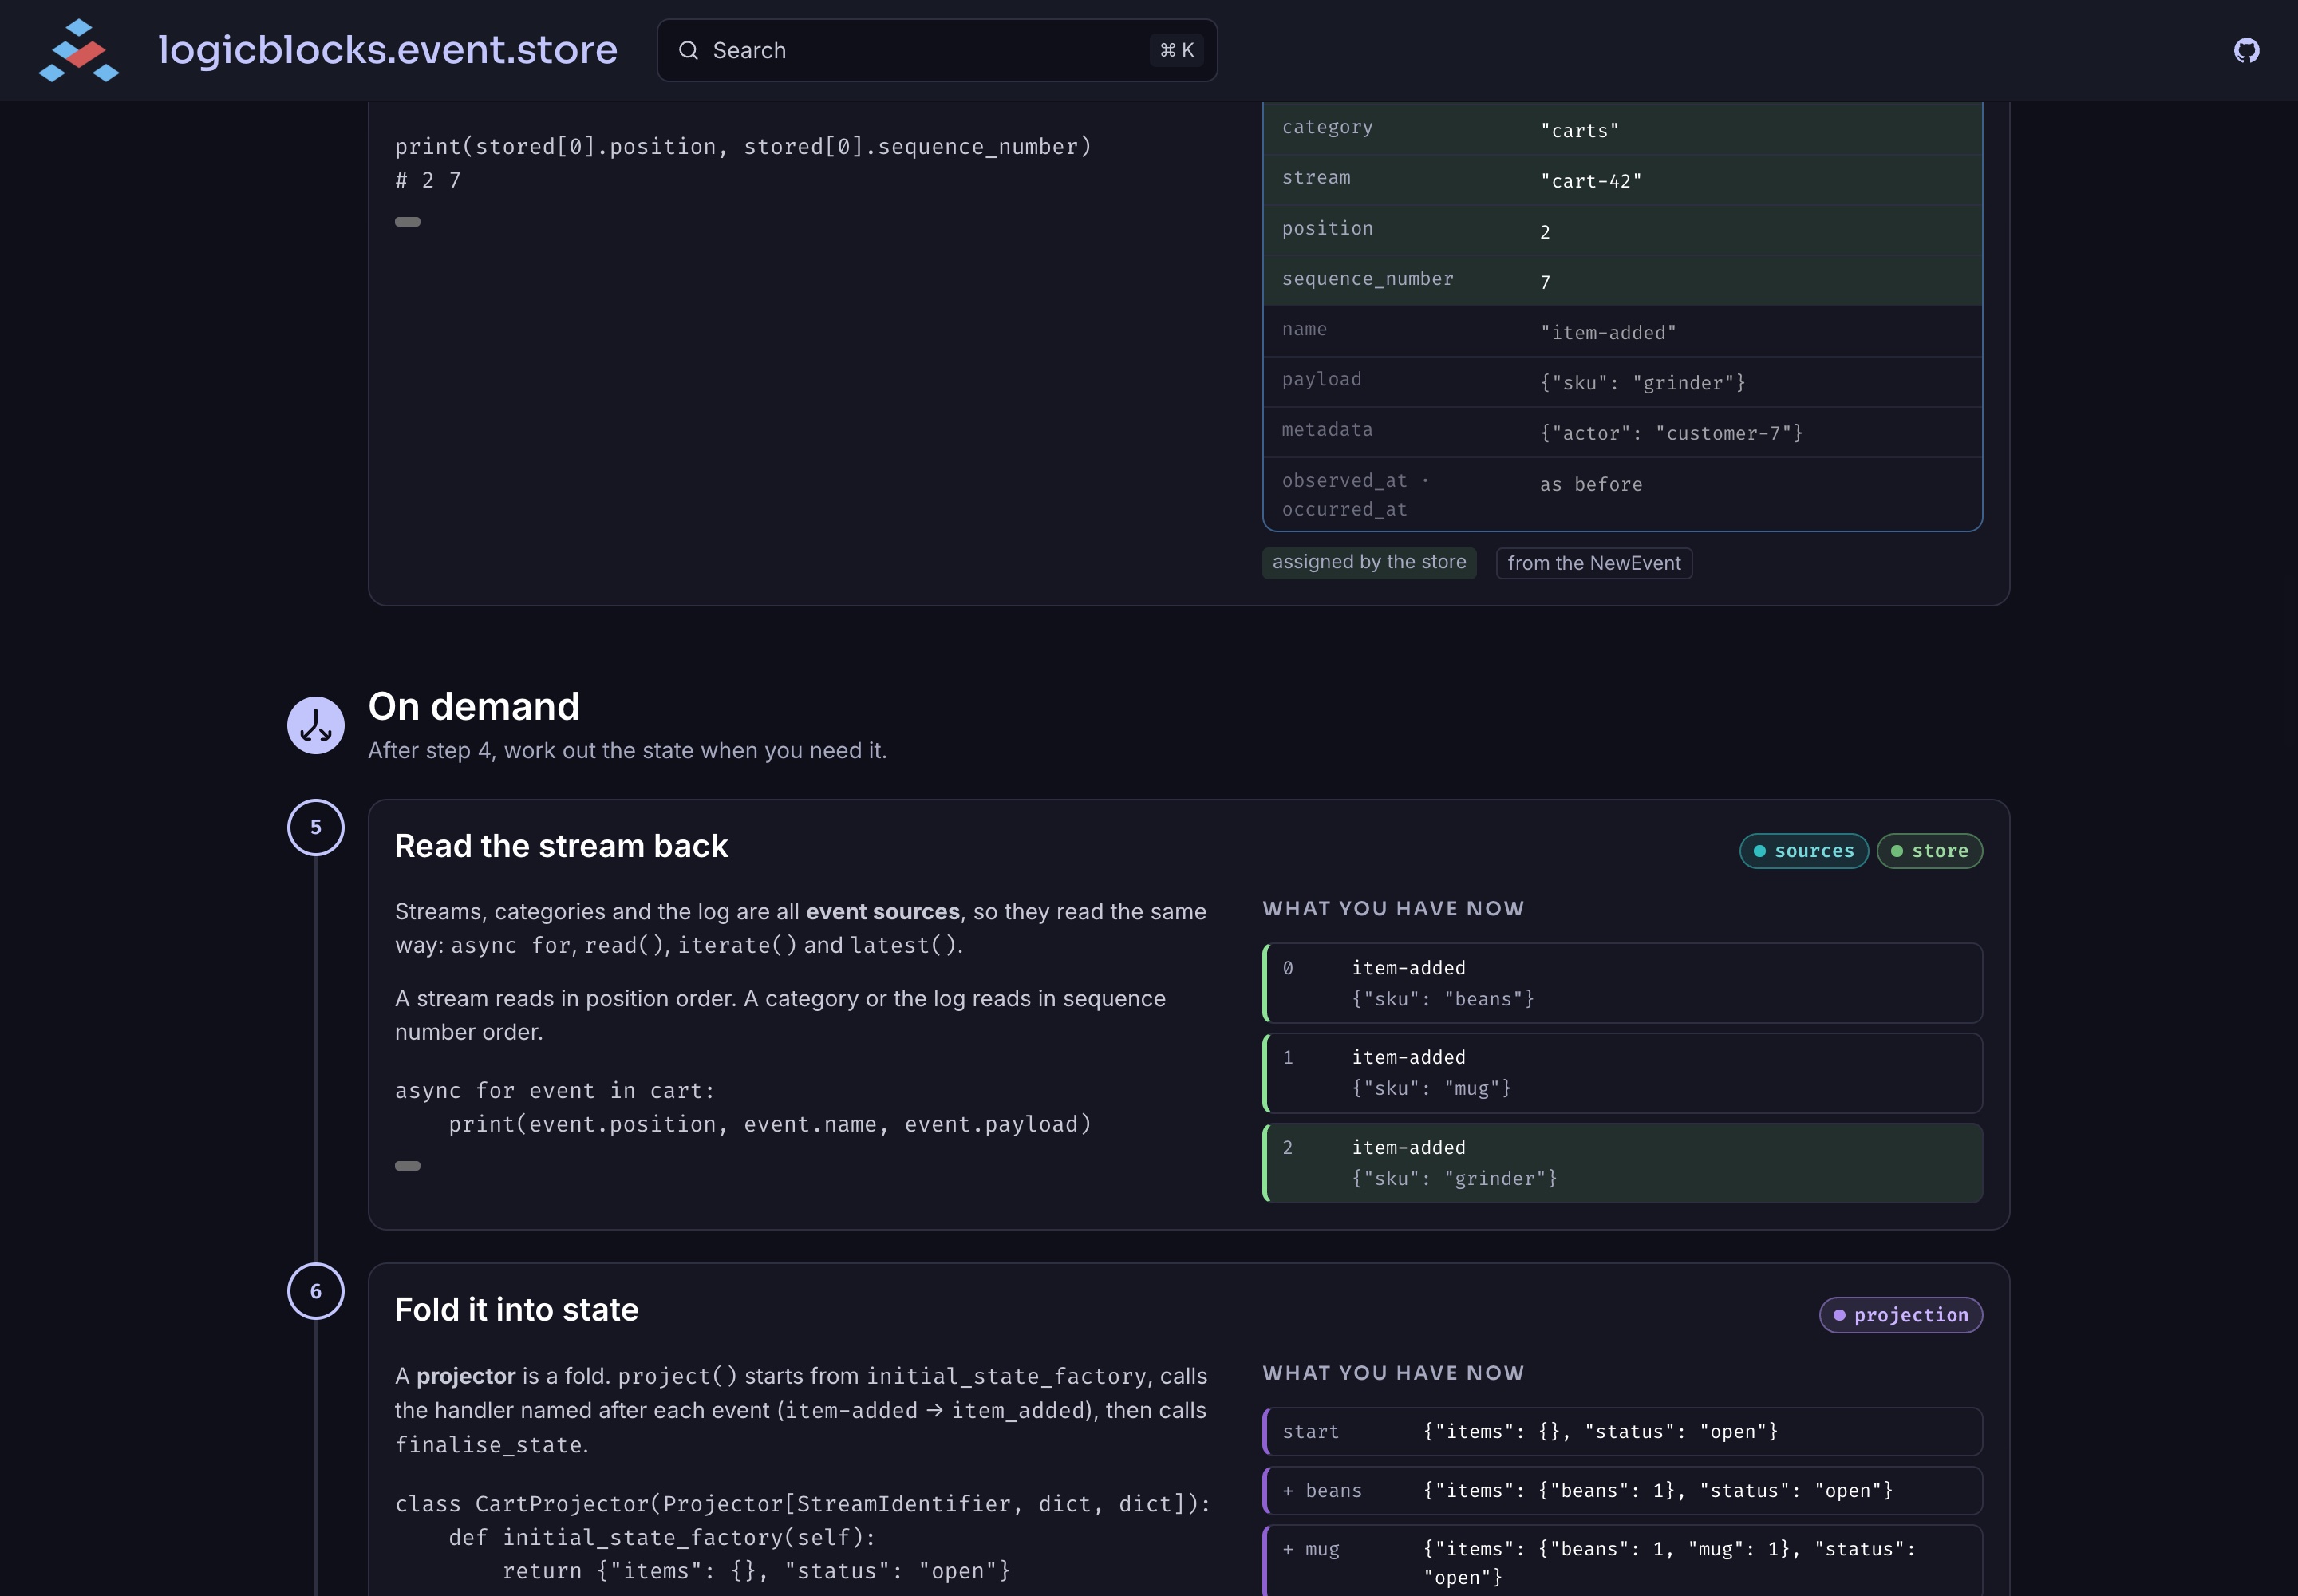 logicblocks.event.store
Search
⌘ K
print(stored[0].position, stored[0].sequence_number)
# 2 7
category "carts"
stream "cart-42"
position 2
sequence_number 7
name "item-added"
payload {"sku": "grinder"}
metadata {"actor": "customer-7"}
observed_at · as before
occurred_at
assigned by the store
from the NewEvent
On demand
After step 4, work out the state when you need it.
5
Read the stream back
sources
store
Streams, categories and the log are all event sources, so they read the same
way: async for, read(), iterate() and latest().
A stream reads in position order. A category or the log reads in sequence
number order.
async for event in cart:
    print(event.position, event.name, event.payload)
WHAT YOU HAVE NOW
0 item-added
{"sku": "beans"}
1 item-added
{"sku": "mug"}
2 item-added
{"sku": "grinder"}
6
Fold it into state
projection
A projector is a fold. project() starts from initial_state_factory, calls
the handler named after each event (item-added → item_added), then calls
finalise_state.
class CartProjector(Projector[StreamIdentifier, dict, dict]):
    def initial_state_factory(self):
        return {"items": {}, "status": "open"}
WHAT YOU HAVE NOW
start {"items": {}, "status": "open"}
+ beans {"items": {"beans": 1}, "status": "open"}
+ mug {"items": {"beans": 1, "mug": 1}, "status":
"open"}